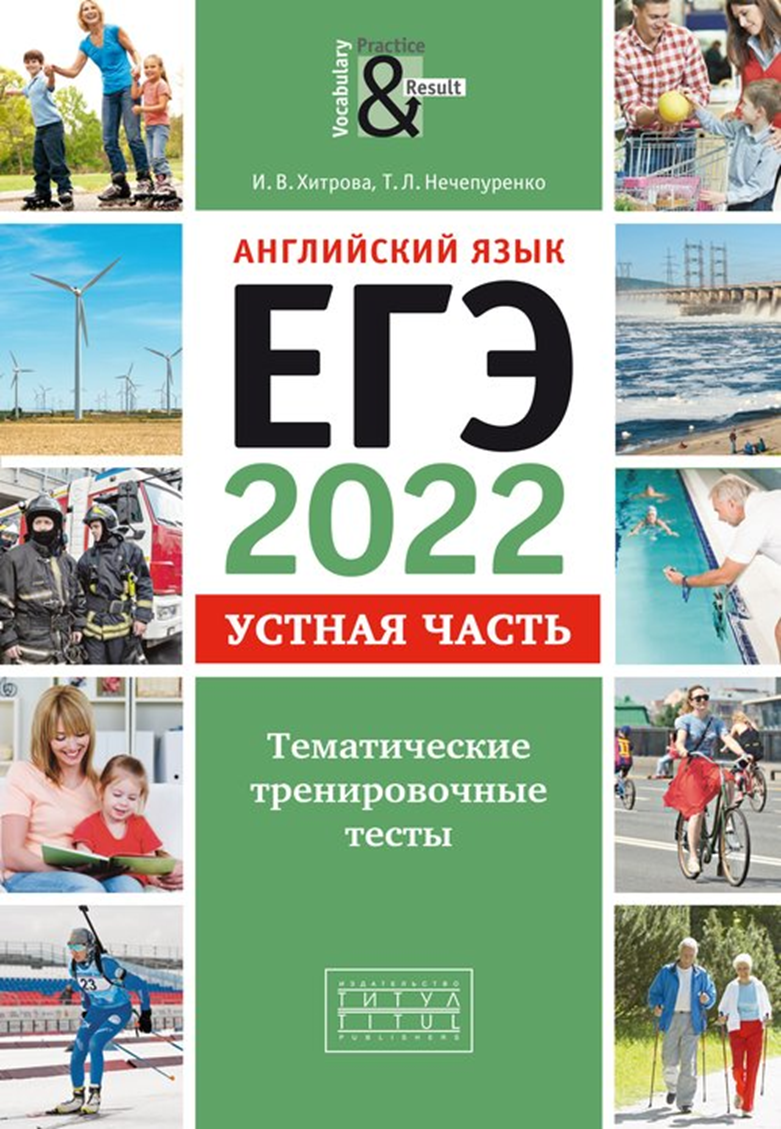 Vocabulary
Practice
&
Result
И. В. Хитрова, Т. Л. Нечепуренко
АНГЛИЙСКИЙ ЯЗЫК
ЕГЭ
2022
УСТНАЯ ЧАСТЬ
Тематические
тренировочные
тесты
23
ИЗДАТЕЛЬСТВО
ТИТУЛ
TITUL
PUBLISHERS